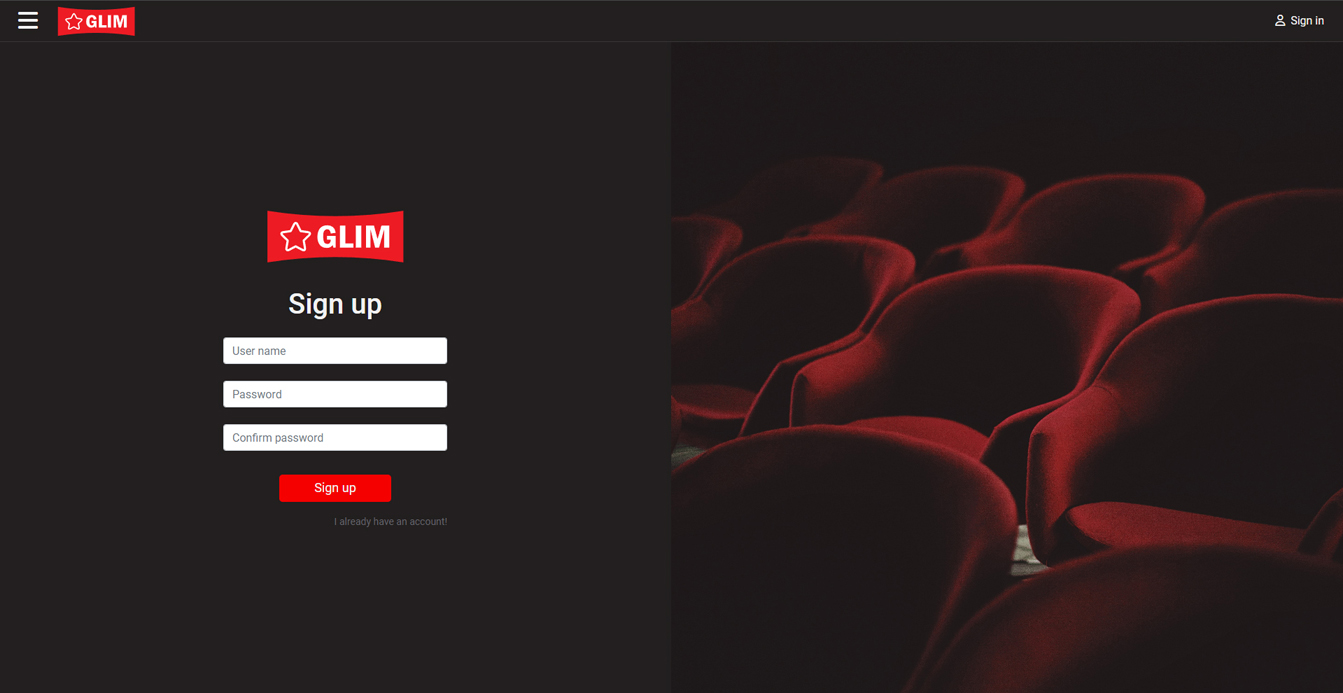 GLIM
Sign in
GLIM
Sign up
User name
Password
Confirm password
Sign up
I already have an account!